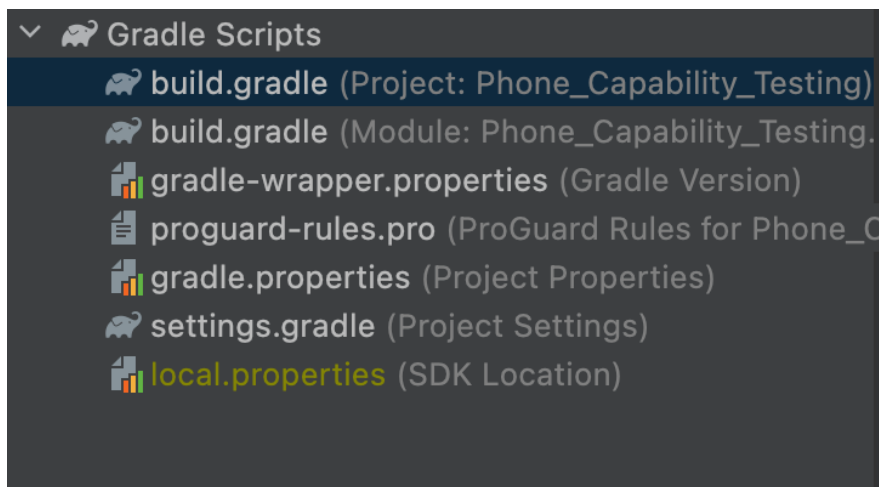 Gradle Scripts
build.gradle (Project: Phone_Capability_Testing)
build.gradle (Module: Phone_Capability_Testing.
gradle-wrapper.properties (Gradle Version)
proguard-rules.pro (ProGuard Rules for Phone_C
gradle.properties (Project Properties)
settings.gradle (Project Settings)
local.properties (SDK Location)